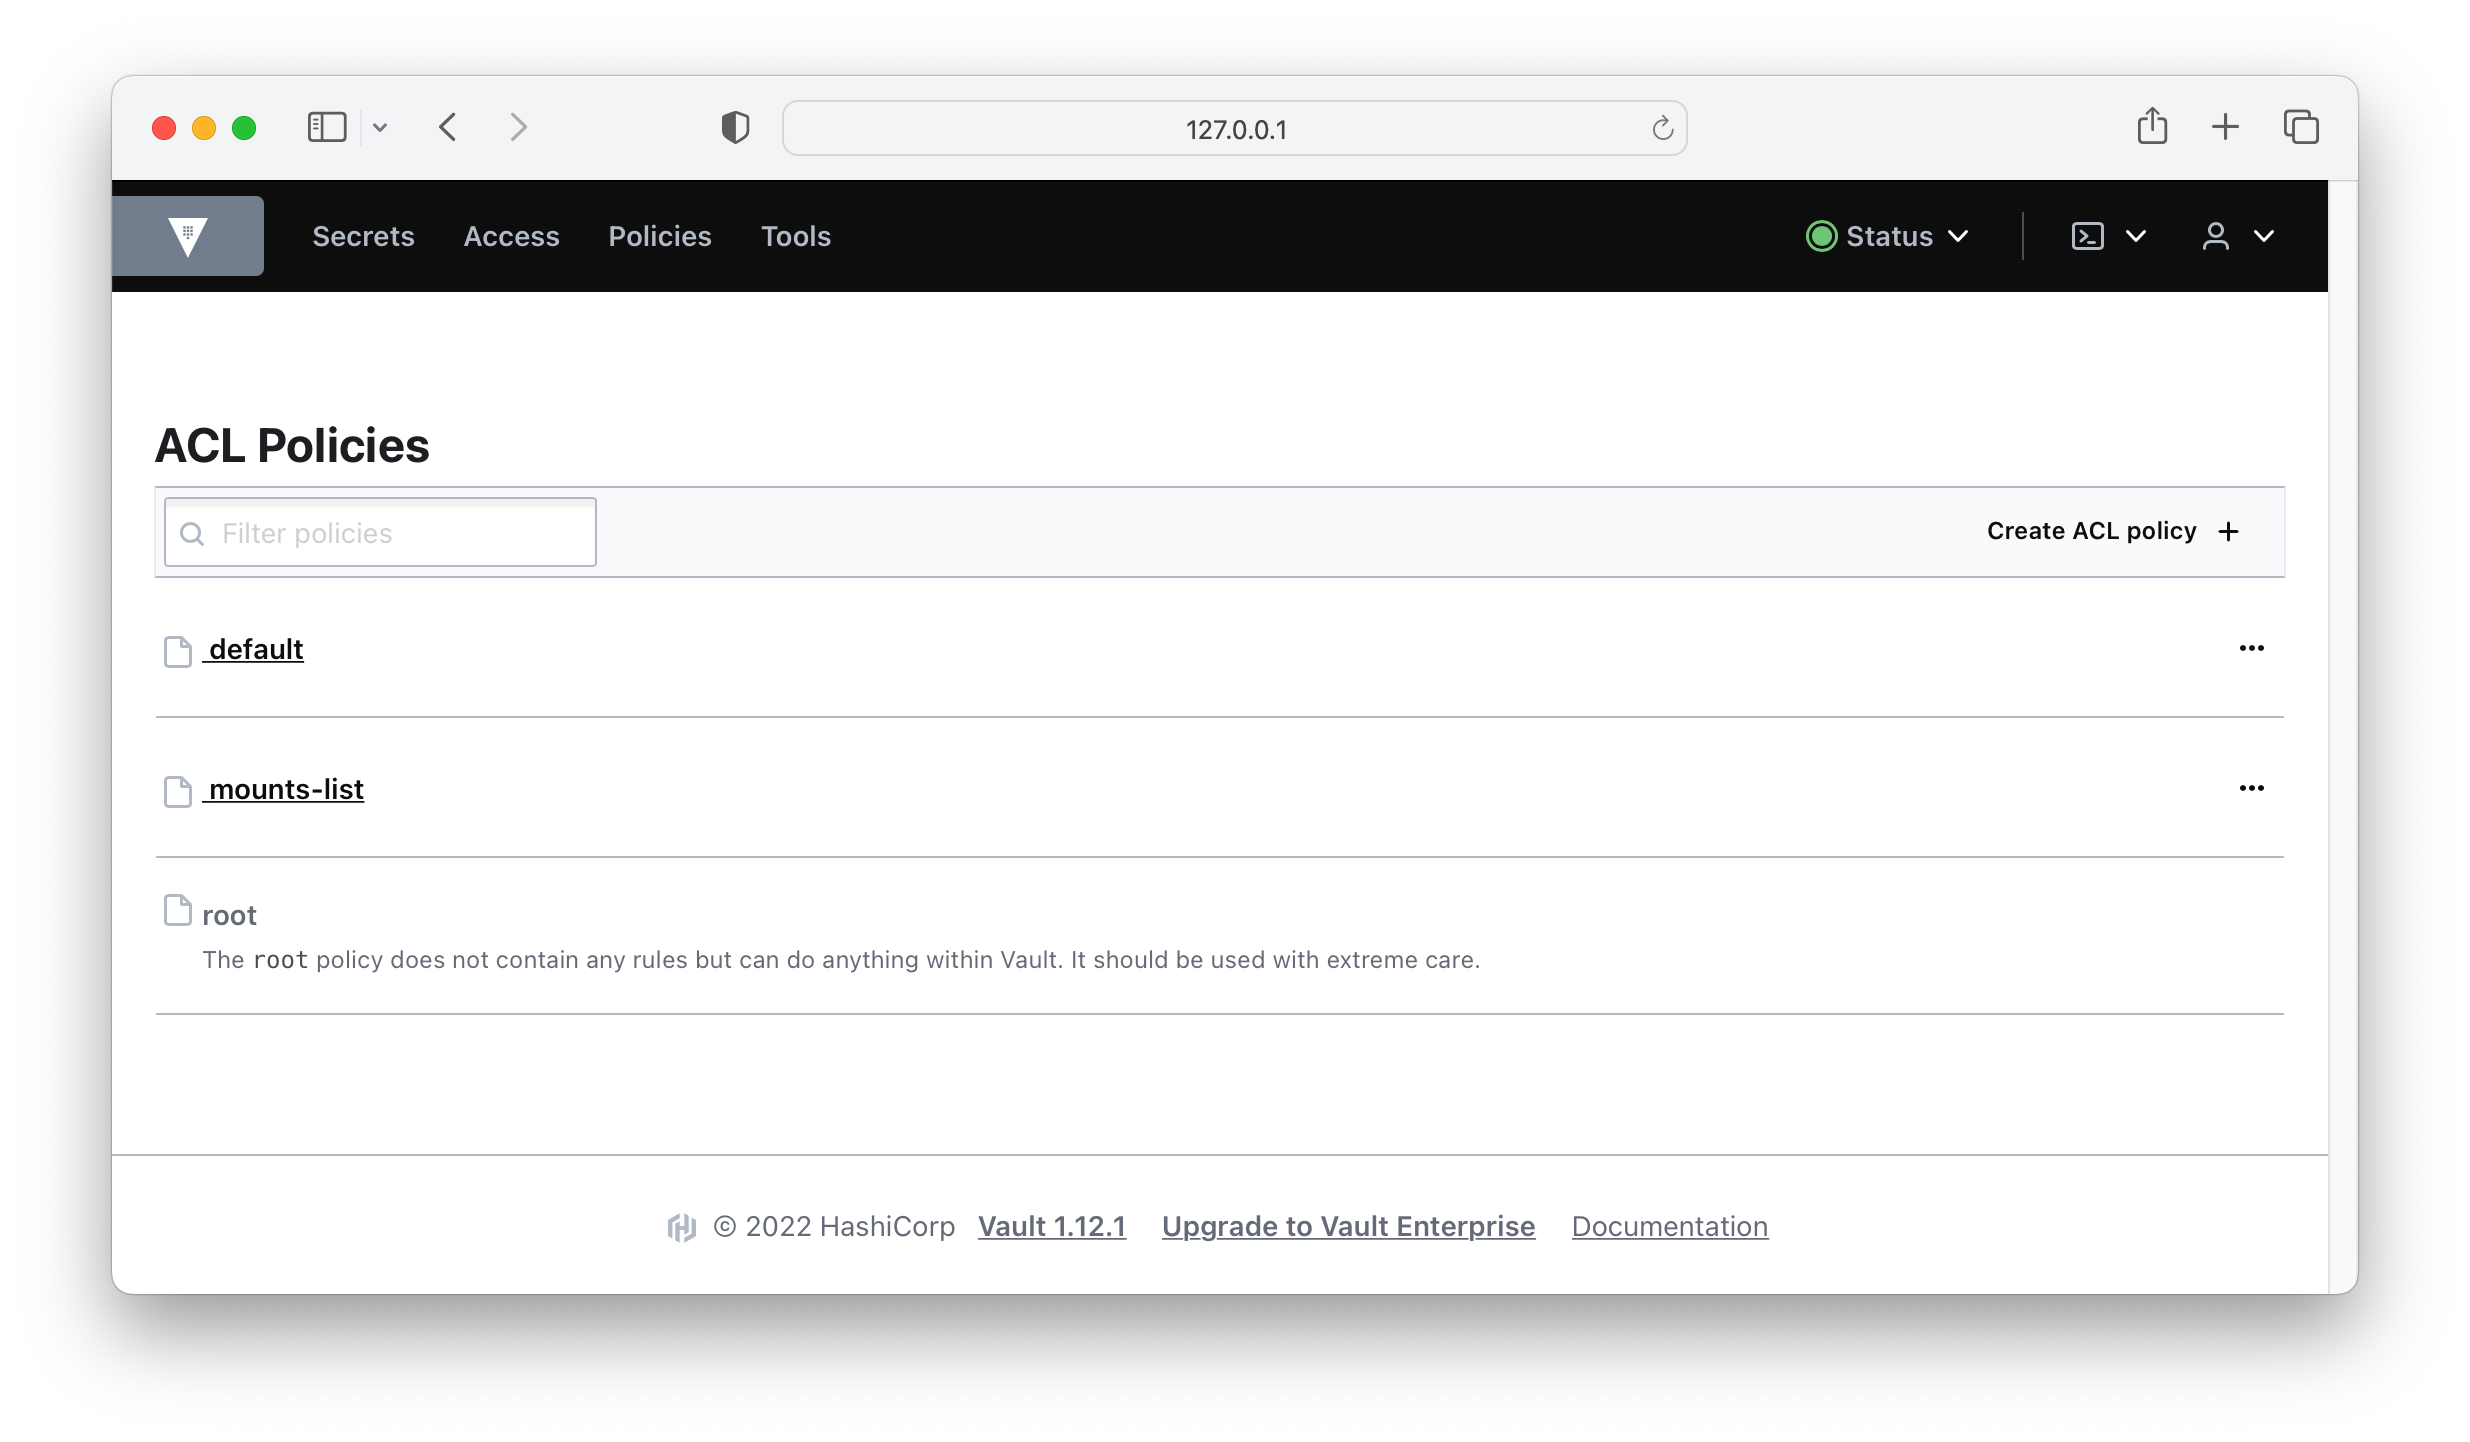 127.0.0.1
Secrets Access Policies Tools Status
ACL Policies
Filter policies Create ACL policy +
default
mounts-list
root
The root policy does not contain any rules but can do anything within Vault. It should be used with extreme care.
© 2022 HashiCorp Vault 1.12.1 Upgrade to Vault Enterprise Documentation